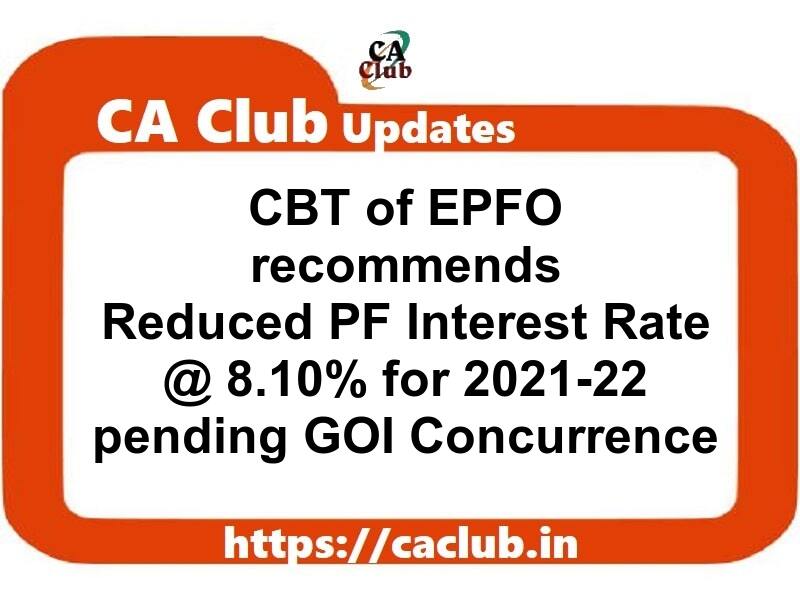 CA
Club
CA Club Updates
CBT of EPFO
recommends
Reduced PF Interest Rate
@ 8.10% for 2021-22
pending GOI Concurrence
https://caclub.in